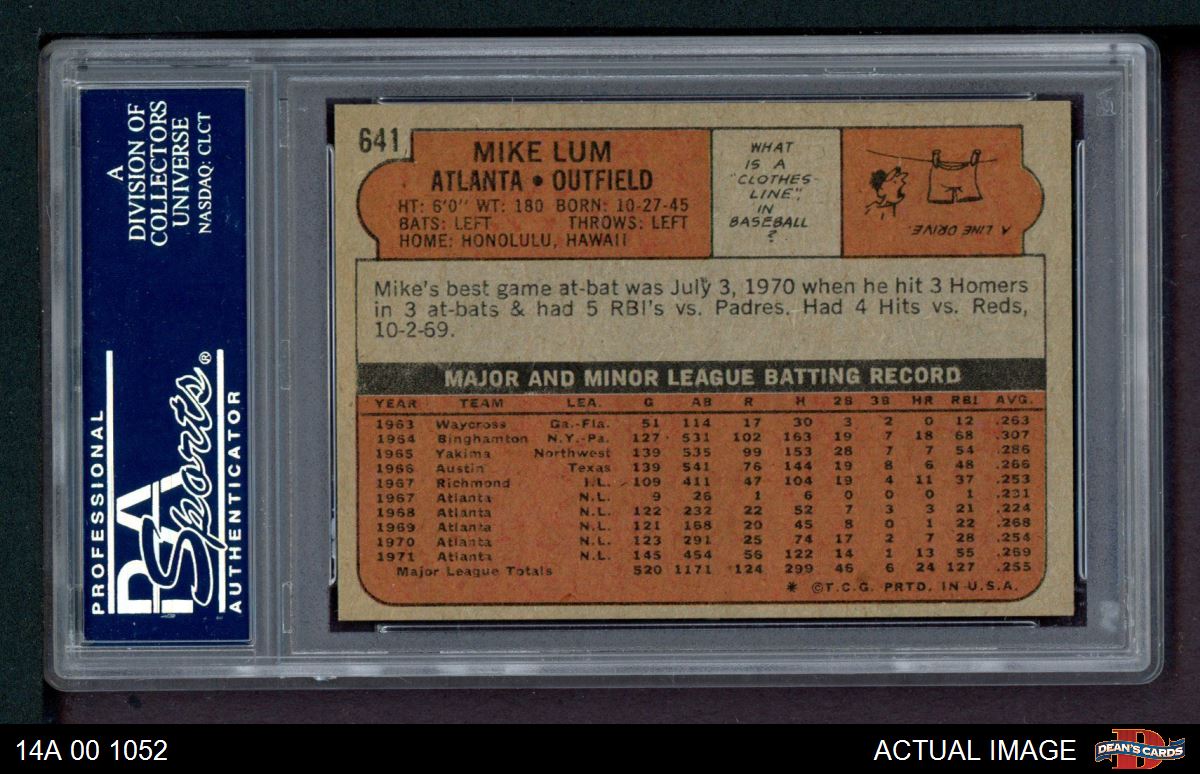 A
DIVISION OF
COLLECTORS
UNIVERSE
NASDAQ: CLCT
PROFESSIONAL
PSA
Sports®
AUTHENTICATOR
641
MIKE LUM
ATLANTA • OUTFIELD
HT: 6'0" WT: 180 BORN: 10-27-45
BATS: LEFT THROWS: LEFT
HOME: HONOLULU, HAWAII
WHAT
IS A
"CLOTHES-
LINE",
IN
BASEBALL
?
A LINE DRIVE.
Mike's best game at-bat was July 3, 1970 when he hit 3 Homers
in 3 at-bats & had 5 RBI's vs. Padres. Had 4 Hits vs. Reds,
10-2-69.
MAJOR AND MINOR LEAGUE BATTING RECORD
YEAR TEAM LEA. G AB R H 2B 3B HR RBI AVG.
1963 Waycross Ga.-Fla. 51 114 17 30 3 2 0 12 .263
1964 Binghamton N.Y.-Pa. 127 531 102 163 19 7 18 68 .307
1965 Yakima Northwest 139 535 99 153 28 7 7 54 .286
1966 Austin Texas 139 541 76 144 19 8 6 48 .266
1967 Richmond I.L. 109 411 47 104 19 4 11 37 .253
1967 Atlanta N.L. 9 26 1 6 0 0 0 1 .231
1968 Atlanta N.L. 122 232 22 52 7 3 3 21 .224
1969 Atlanta N.L. 121 168 20 45 8 0 1 22 .268
1970 Atlanta N.L. 123 291 25 74 17 2 7 28 .254
1971 Atlanta N.L. 145 454 56 122 14 1 13 55 .269
Major League Totals 520 1171 124 299 46 6 24 127 .255
* ©T.C.G. PRTD. IN U.S.A.
14A 00 1052
ACTUAL IMAGE
DEAN'S CARDS